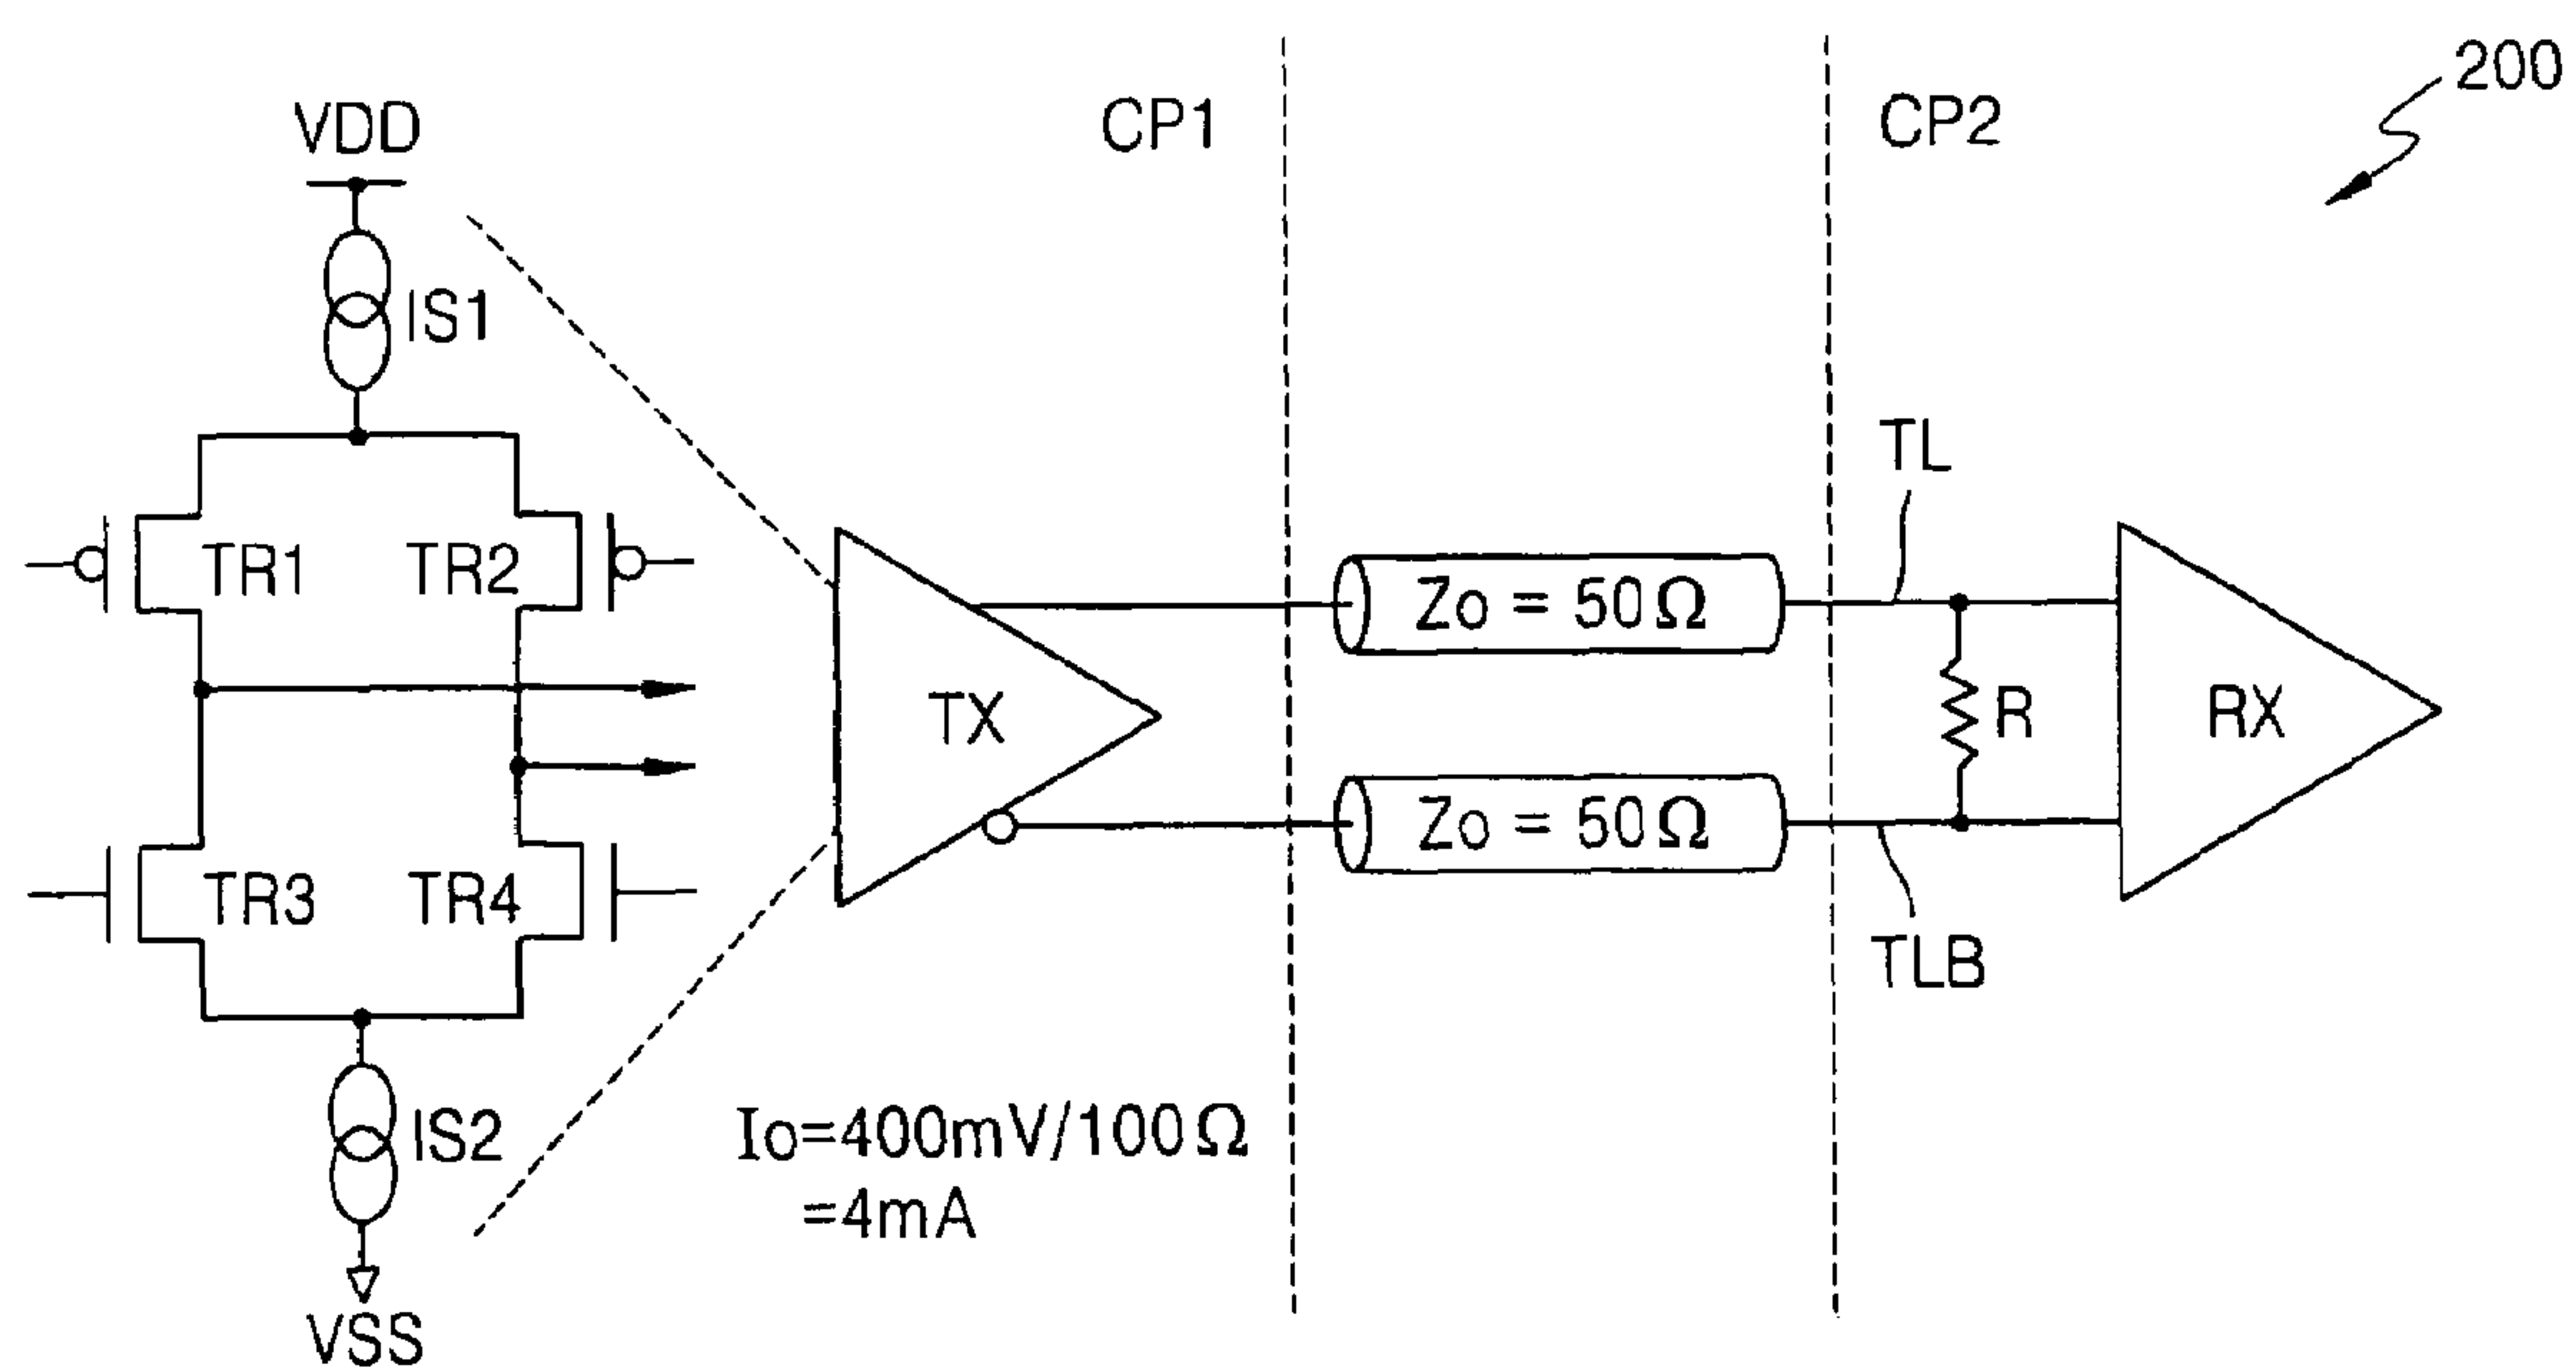 200
VDD
CP1
CP2
IS1
TL
TR1
TR2
Zo = 50Ω
TX
R
RX
Zo = 50Ω
TR3
TR4
TLB
IS2
Io=400mV/100Ω
=4mA
VSS